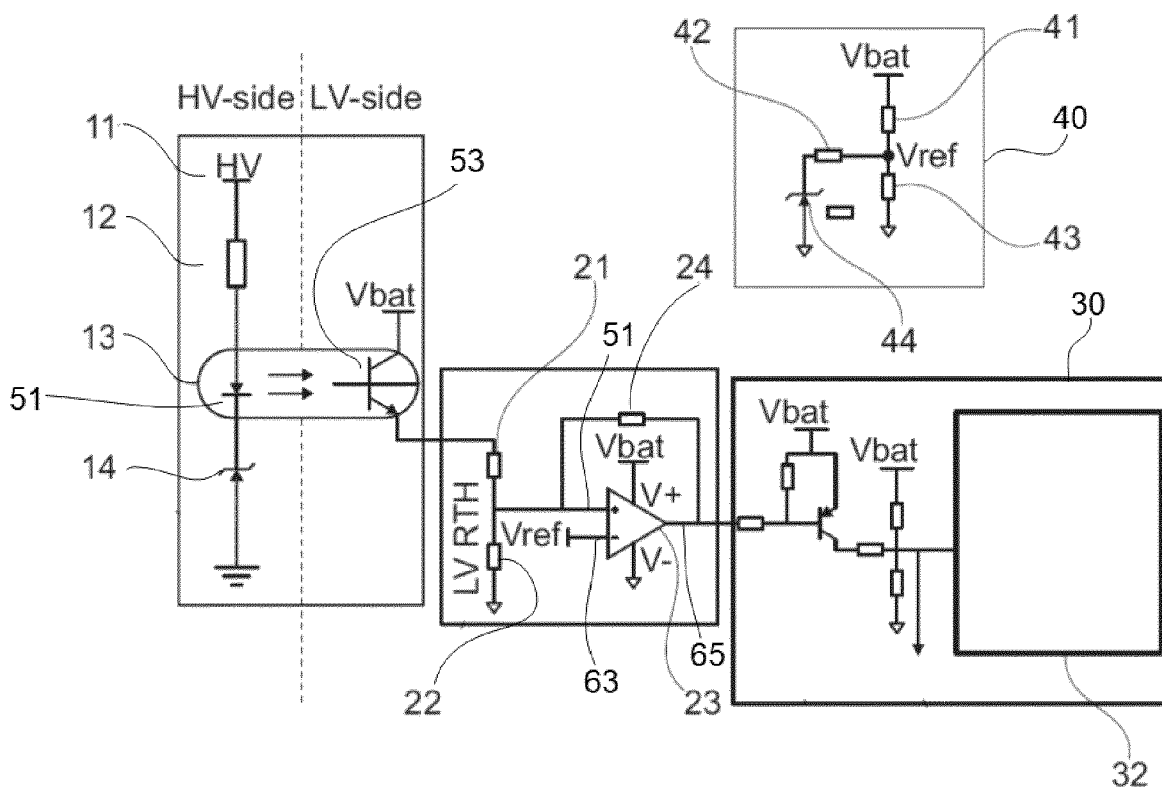 HV-side LV-side
11
HV
12
53
Vbat
13
51
14
42
41
Vbat
40
Vref
43
44
21
51
24
Vbat
V+
LV RTH
Vref
V-
22
63
65
23
30
Vbat
Vbat
32